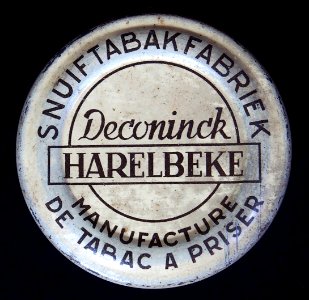 SNUIFTABAKFABRIEK
Deconinck
HARELBEKE
MANUFACTURE
DE TABAC A PRISER